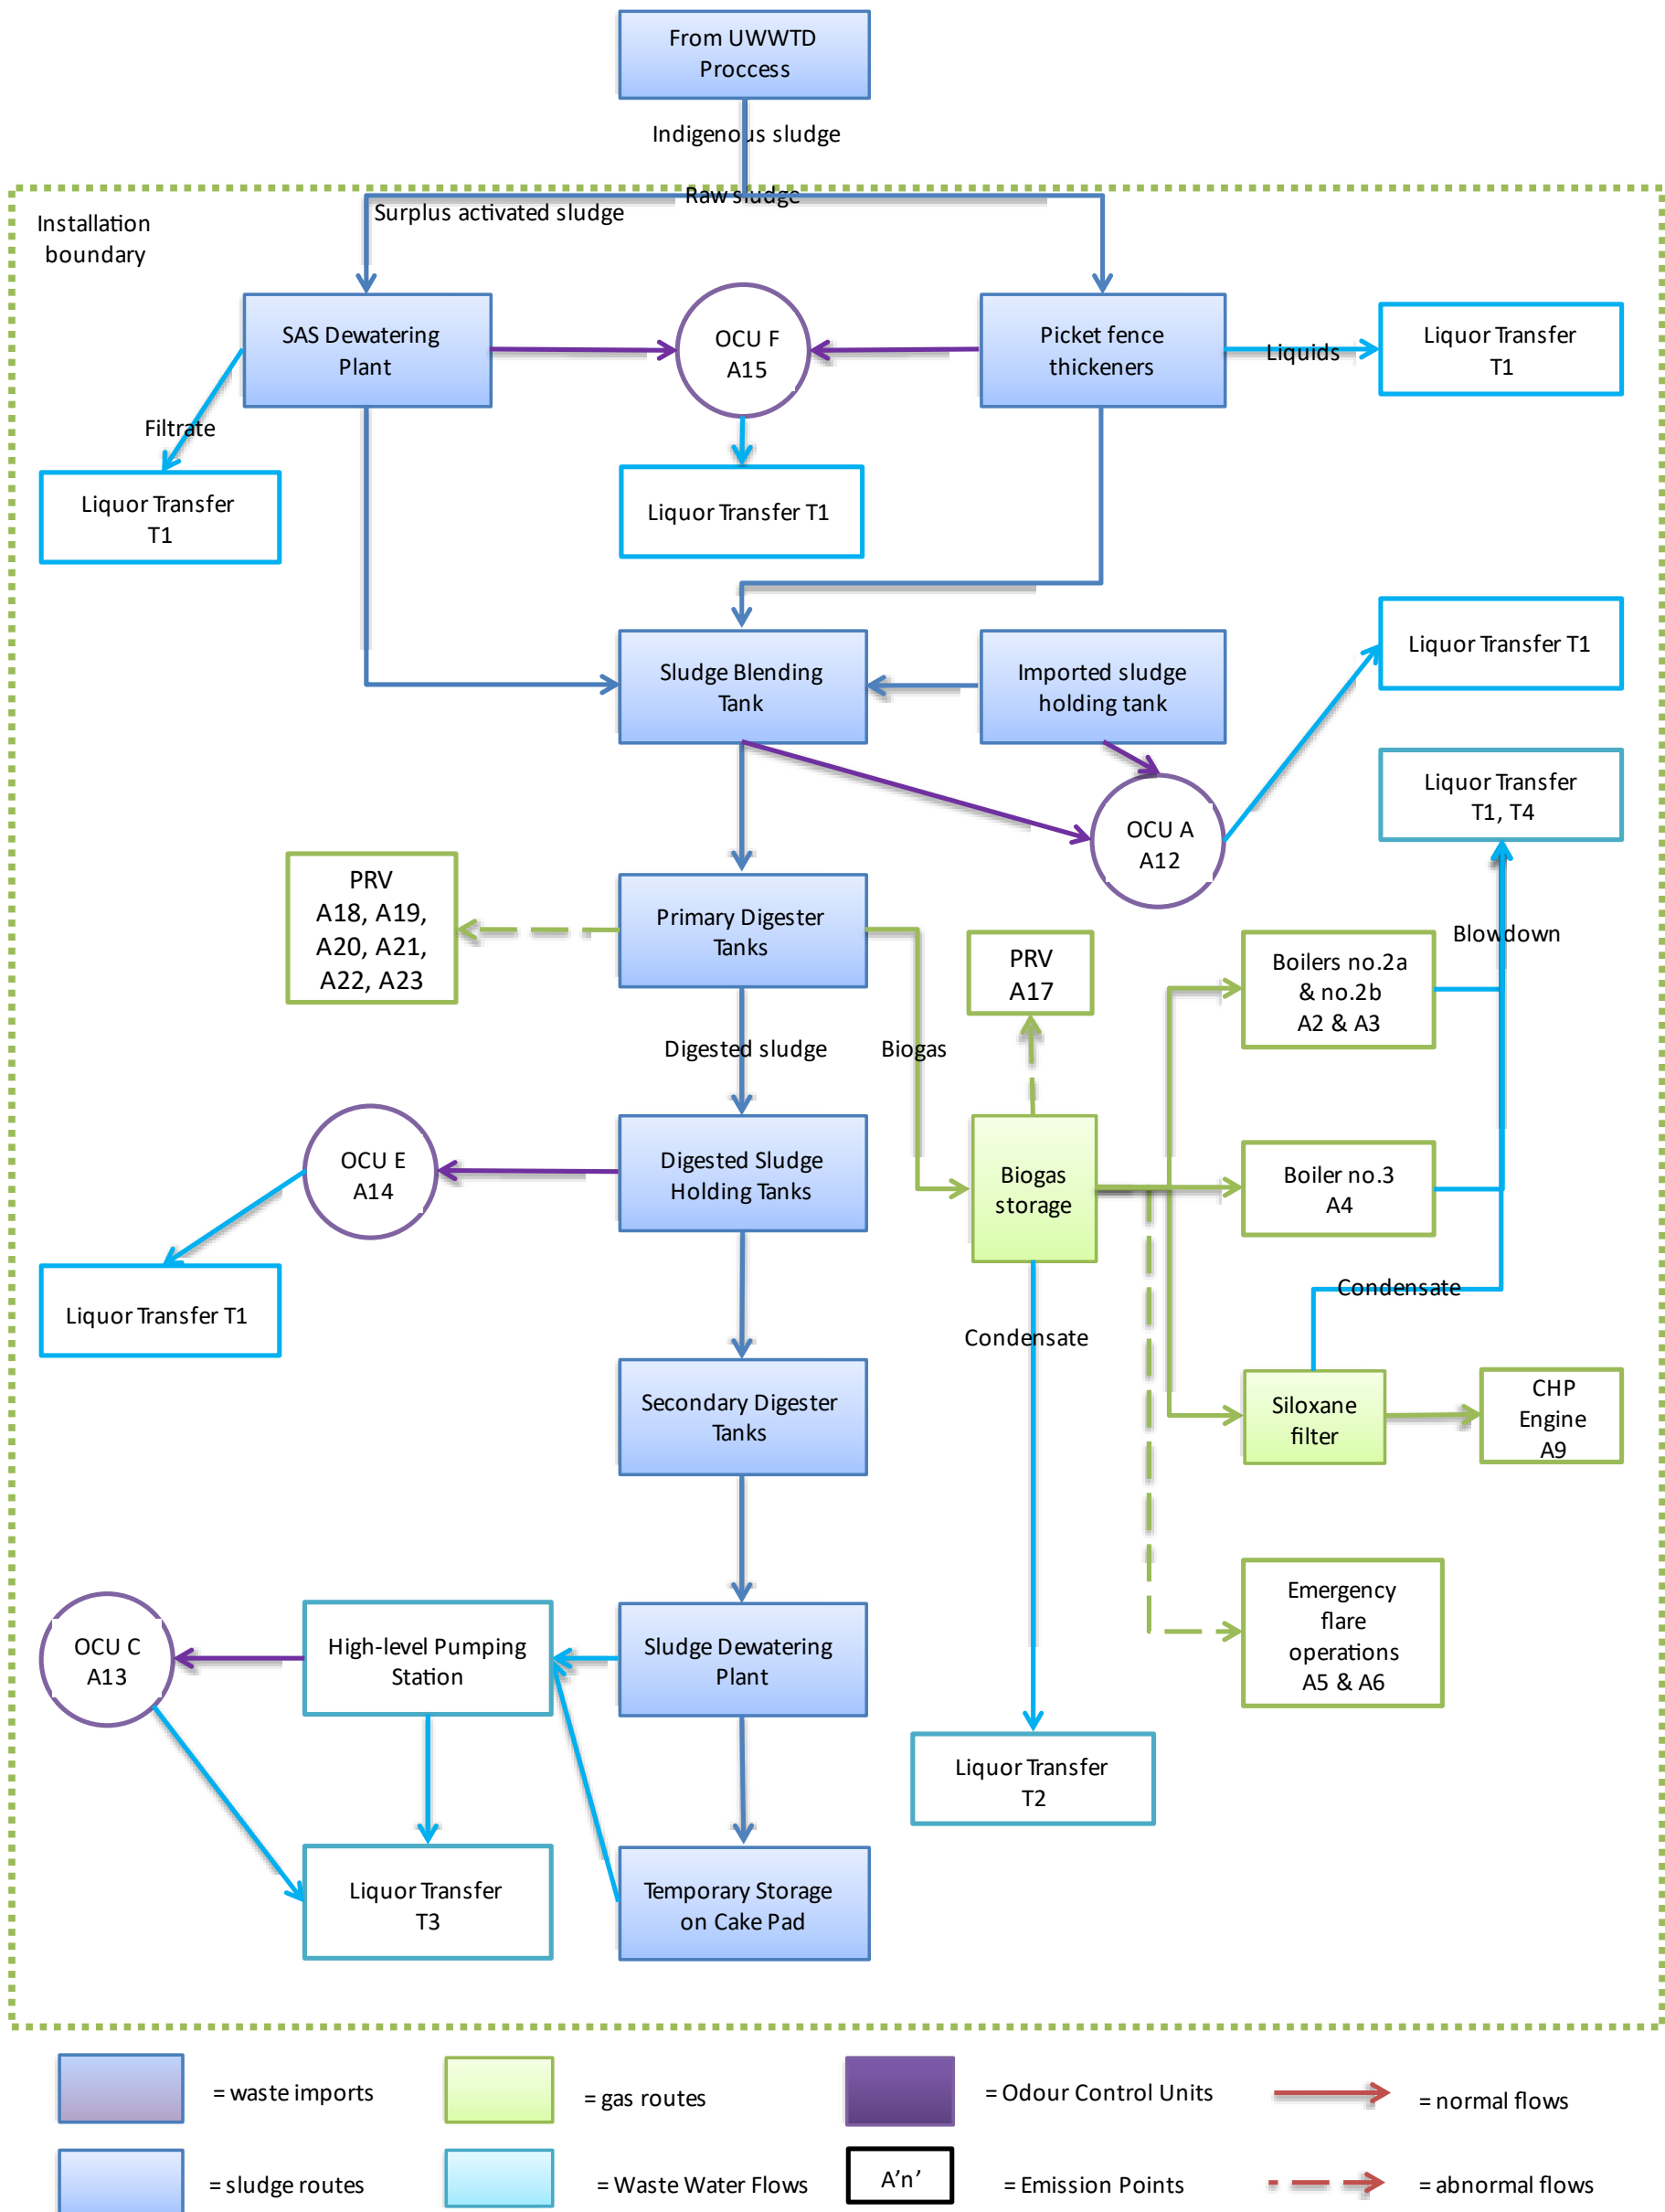 From UWWTD
Proccess
Indigenous sludge
Raw sludge
Surplus activated sludge
Installation
boundary
SAS Dewatering
Plant
OCU F
A15
Picket fence
thickeners
Liquids
Liquor Transfer
T1
Filtrate
Liquor Transfer
T1
Liquor Transfer T1
Sludge Blending
Tank
Imported sludge
holding tank
Liquor Transfer T1
OCU A
A12
Liquor Transfer
T1, T4
PRV
A18, A19,
A20, A21,
A22, A23
Primary Digester
Tanks
PRV
A17
Blowdown
Boilers no.2a
& no.2b
A2 & A3
Digested sludge
Biogas
OCU E
A14
Digested Sludge
Holding Tanks
Biogas
storage
Boiler no.3
A4
Liquor Transfer T1
Condensate
Condensate
Secondary Digester
Tanks
Siloxane
filter
CHP
Engine
A9
OCU C
A13
High-level Pumping
Station
Sludge Dewatering
Plant
Emergency
flare
operations
A5 & A6
Liquor Transfer
T2
Liquor Transfer
T3
Temporary Storage
on Cake Pad
= waste imports
= gas routes
= Odour Control Units
= normal flows
= sludge routes
= Waste Water Flows
A’n’
= Emission Points
= abnormal flows